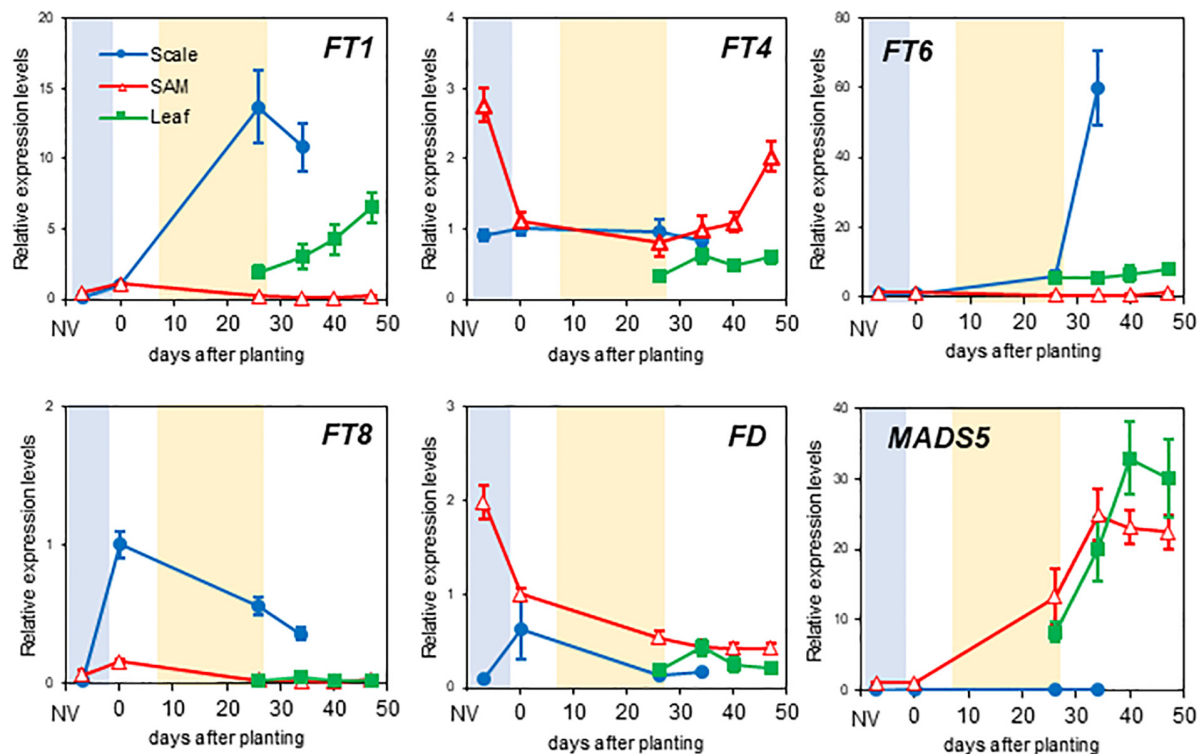 FT1
Scale
SAM
Leaf
Relative expression levels
20
15
10
5
0
NV 0 10 20 30 40 50
days after planting
FT4
Relative expression levels
4
3
2
1
0
NV 0 10 20 30 40 50
days after planting
FT6
Relative expression levels
80
60
40
20
0
NV 0 10 20 30 40 50
days after planting
FT8
Relative expression levels
2
1
0
NV 0 10 20 30 40 50
days after planting
FD
Relative expression levels
3
2
1
0
NV 0 10 20 30 40 50
days after planting
MADS5
Relative expression levels
40
30
20
10
0
NV 0 10 20 30 40 50
days after planting